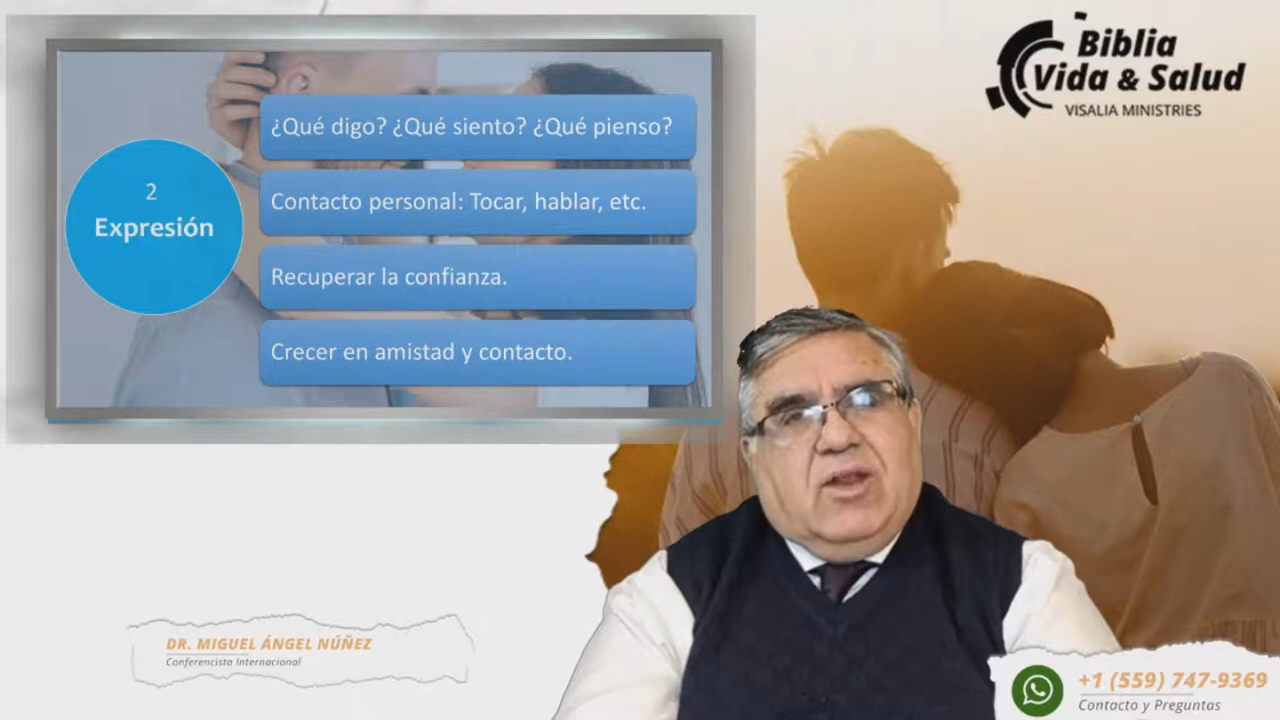 2
Expresión
¿Qué digo? ¿Qué siento? ¿Qué pienso?
Contacto personal: Tocar, hablar, etc.
Recuperar la confianza.
Crecer en amistad y contacto.
Biblia
Vida & Salud
VISALIA MINISTRIES
DR. MIGUEL ÁNGEL NÚÑEZ
Conferencista Internacional
+1 (559) 747-9369
Contacto y Preguntas